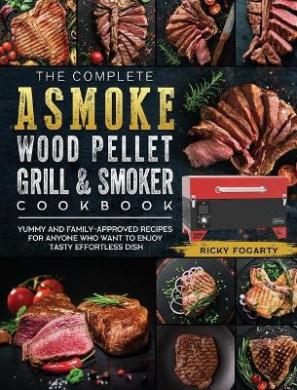 THE COMPLETE
ASMOKE
WOOD PELLET
GRILL & SMOKER
COOKBOOK
YUMMY AND FAMILY-APPROVED RECIPES
FOR ANYONE WHO WANT TO ENJOY
TASTY EFFORTLESS DISH
RICKY FOGARTY